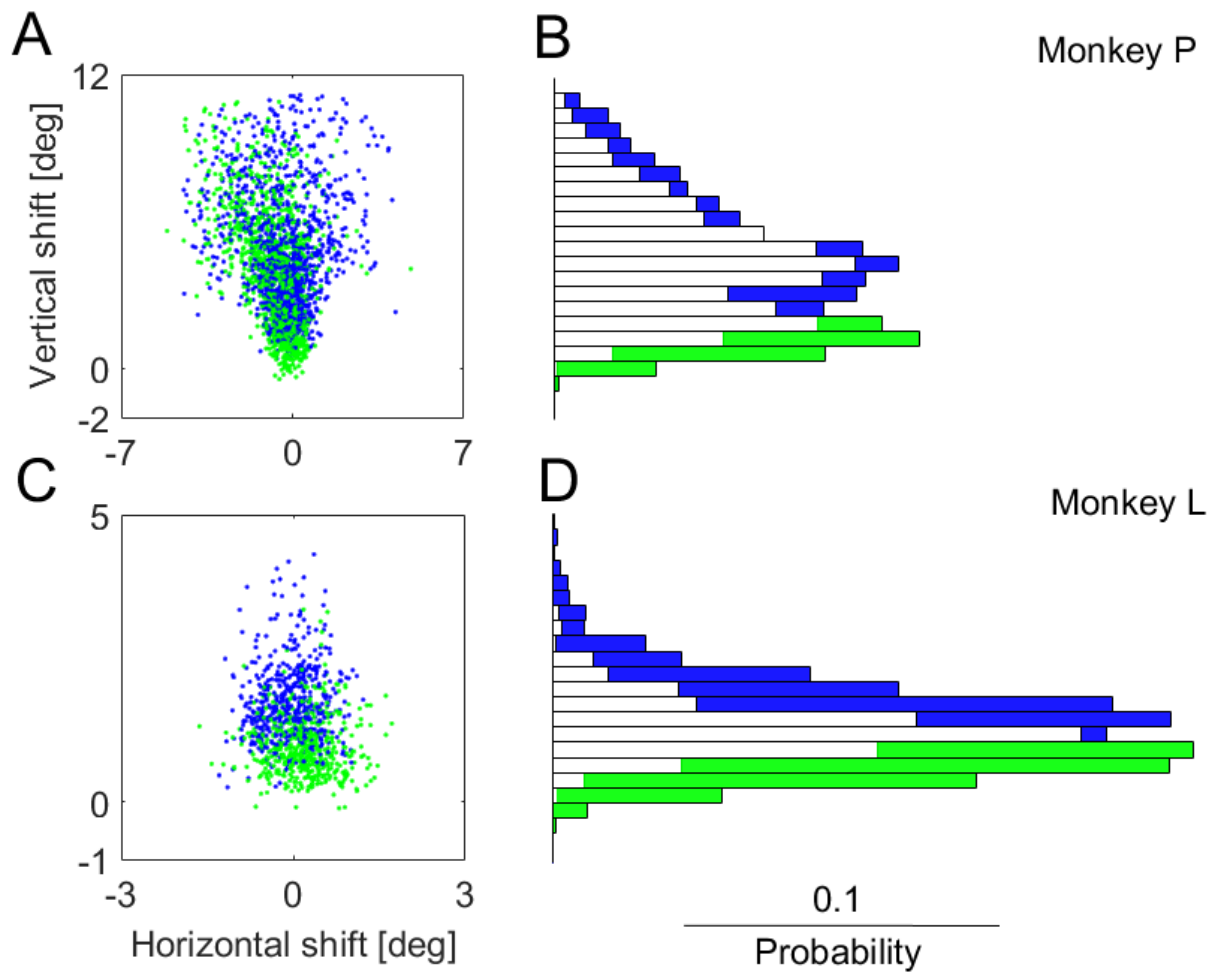 A
B
Monkey P
12
Vertical shift [deg]
0
-2
-7 0 7
C
D
Monkey L
5
0
-1
-3 0 3
Horizontal shift [deg]
0.1
Probability